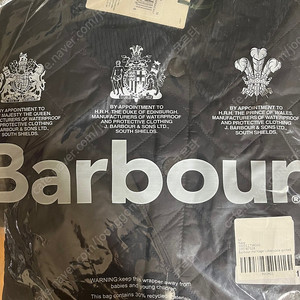 BY APPOINTMENT TO
MAJESTY THE QUEEN
MANUFACTURERS OF WATERPROOF
AND PROTECTIVE CLOTHING
J. BARBOUR & SONS LTD.,
SOUTH SHIELDS.
BY APPOINTMENT TO
H.R.H. THE DUKE OF EDINBURGH.
MANUFACTURERS OF WATERPROOF
AND PROTECTIVE CLOTHING
J. BARBOUR & SONS LTD.,
SOUTH SHIELDS.
BY APPOINTMENT TO
H.R.H. THE PRINCE OF WALES
MANUFACTURERS OF WATERPROOF
AND PROTECTIVE CLOTHING
J. BARBOUR & SONS LTD.
SOUTH SHIELDS.
Barbour®
WARNING keep this wrapper away from
babies and young children
This bag contains 30% recycled